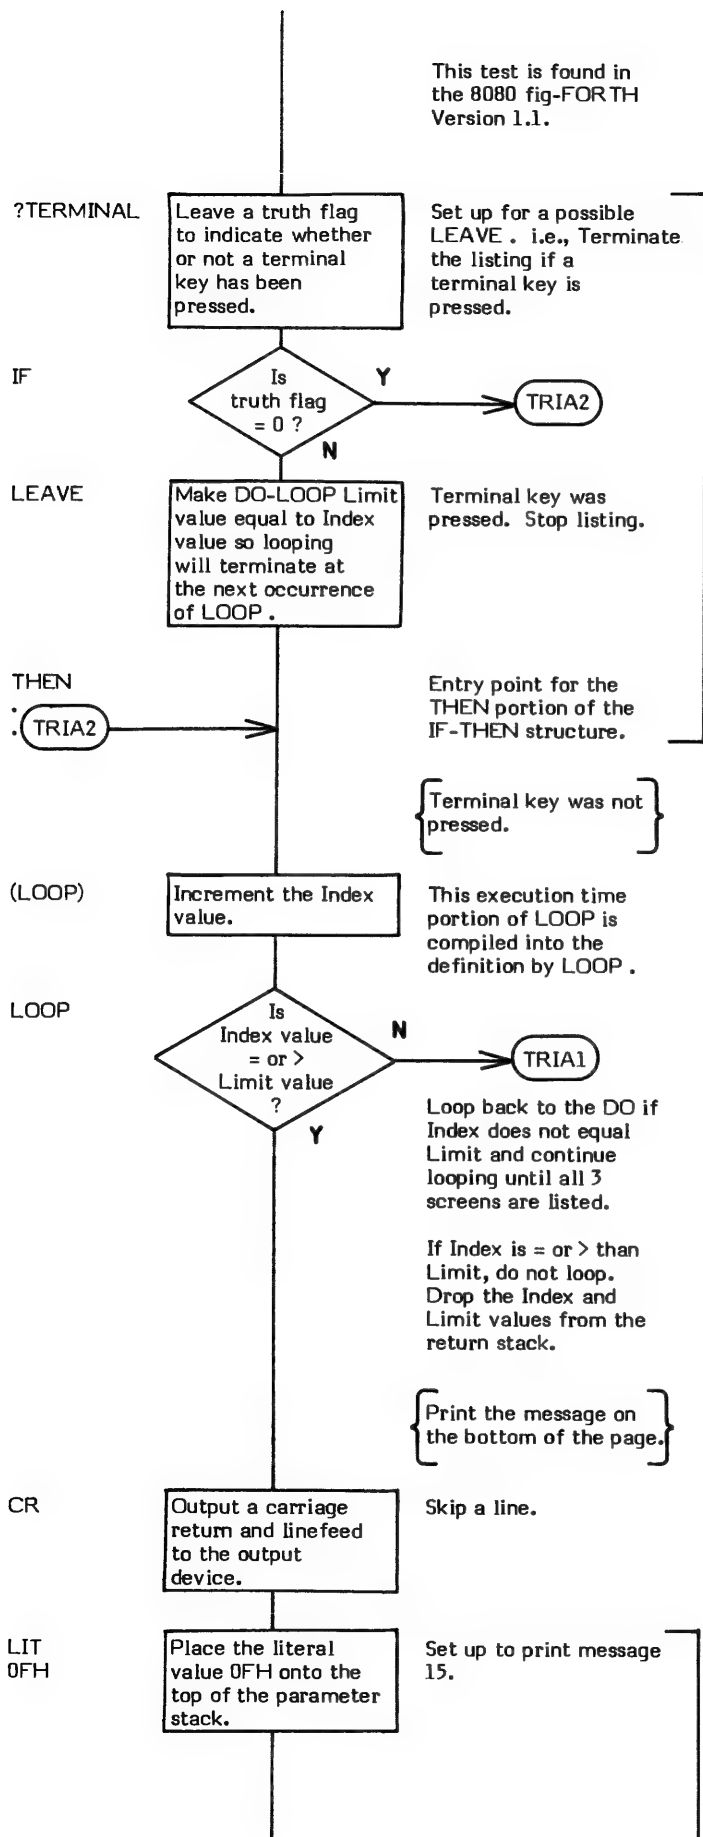 This test is found in
the 8080 fig-FORTH
Version 1.1.
?TERMINAL
Leave a truth flag
to indicate whether
or not a terminal
key has been
pressed.
Set up for a possible
LEAVE . i.e., Terminate
the listing if a
terminal key is
pressed.
IF
Is
truth flag
= 0 ?
Y
TRIA2
N
LEAVE
Make DO-LOOP Limit
value equal to Index
value so looping
will terminate at
the next occurrence
of LOOP .
Terminal key was
pressed. Stop listing.
THEN
: TRIA2
Entry point for the
THEN portion of the
IF-THEN structure.
{Terminal key was not
pressed.}
(LOOP)
Increment the Index
value.
This execution time
portion of LOOP is
compiled into the
definition by LOOP .
LOOP
Is
Index value
= or >
Limit value
?
N
TRIA1
Y
Loop back to the DO if
Index does not equal
Limit and continue
looping until all 3
screens are listed.
If Index is = or > than
Limit, do not loop.
Drop the Index and
Limit values from the
return stack.
{Print the message on
the bottom of the page.}
CR
Output a carriage
return and linefeed
to the output
device.
Skip a line.
LIT
0FH
Place the literal
value 0FH onto the
top of the parameter
stack.
Set up to print message
15.